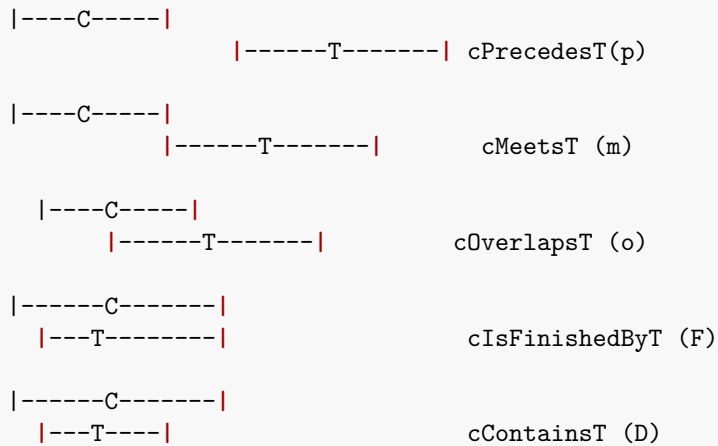 |----C-----|
|------T-------| cPrecedesT(p)
|----C-----|
|------T-------| cMeetsT (m)
|----C-----|
|------T-------| cOverlapsT (o)
|------C-------|
|---T--------| cIsFinishedByT (F)
|------C-------|
|---T----| cContainsT (D)